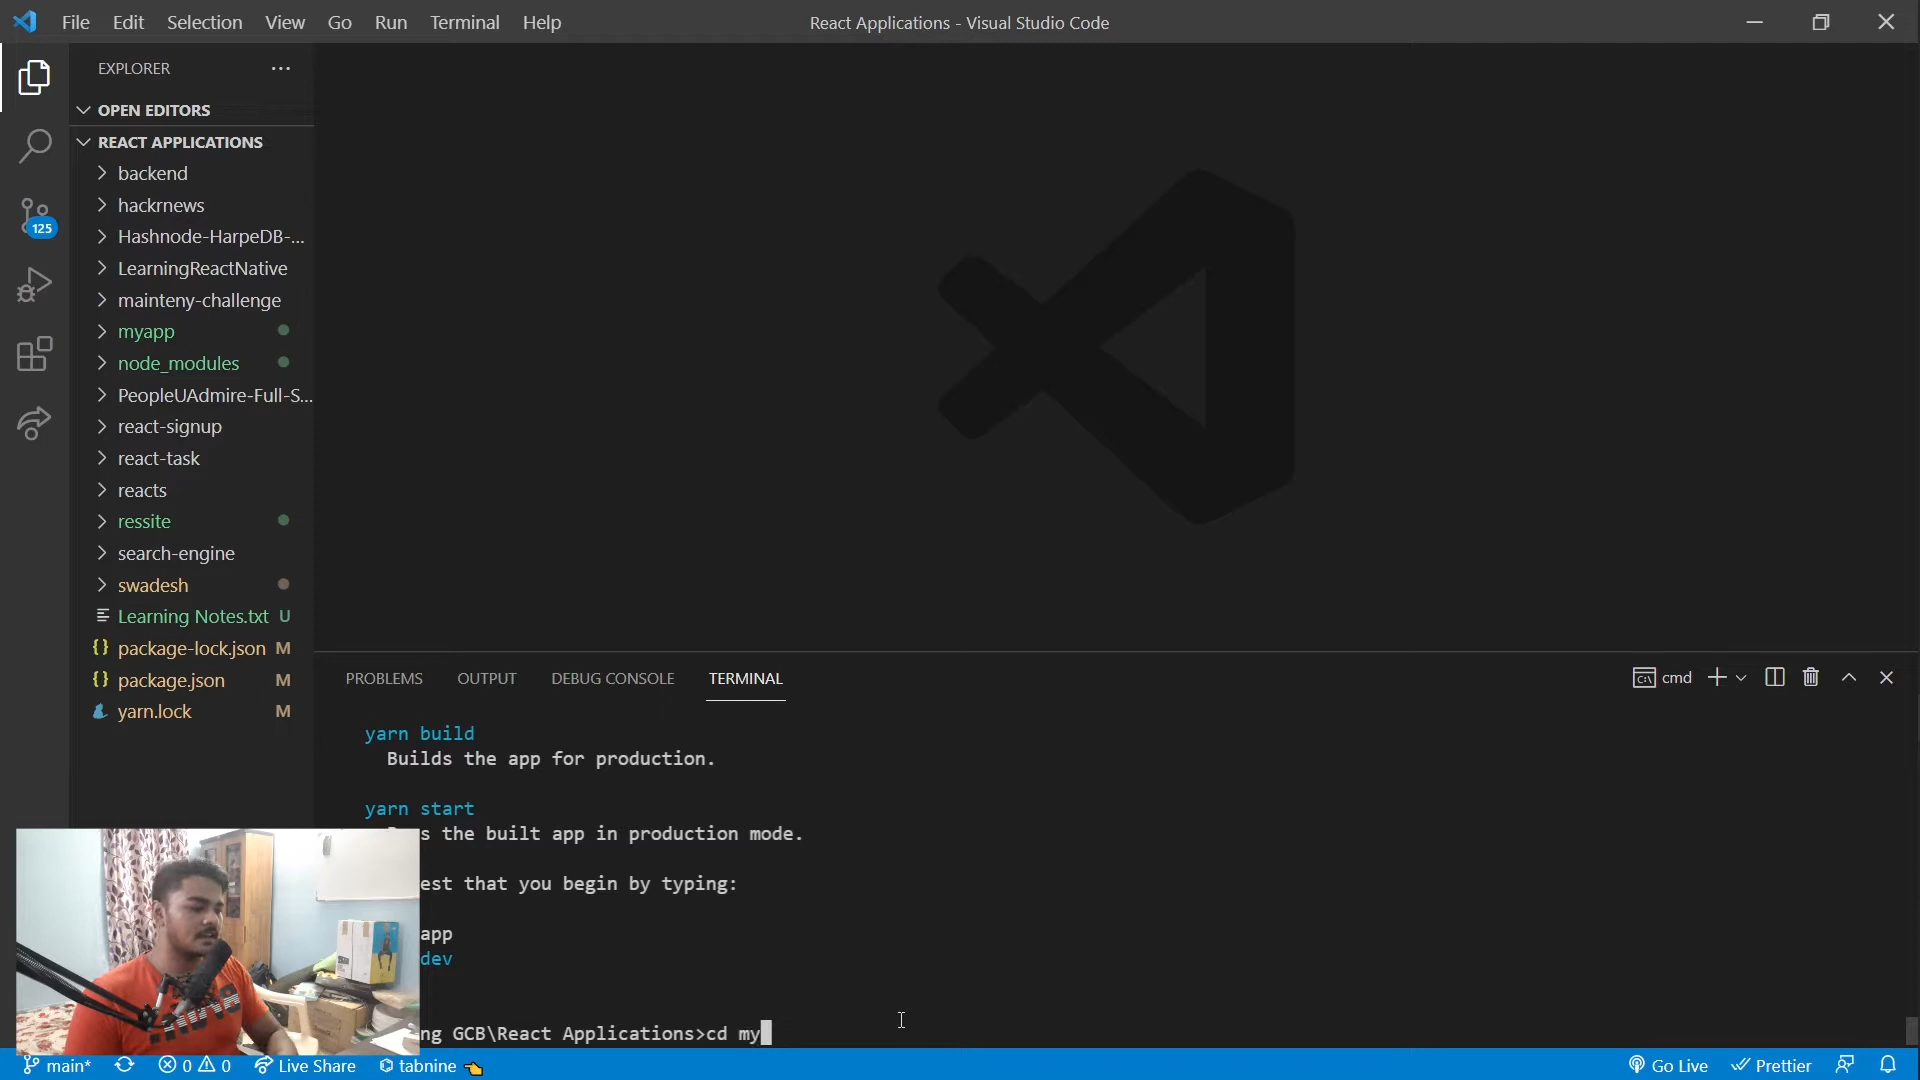 File Edit Selection View Go Run Terminal Help
React Applications - Visual Studio Code
EXPLORER
OPEN EDITORS
REACT APPLICATIONS
backend
hackrnews
Hashnode-HarpeDB-...
LearningReactNative
mainteny-challenge
myapp
node_modules
PeopleUAdmire-Full-S...
react-signup
react-task
reacts
ressite
search-engine
swadesh
Learning Notes.txt U
package-lock.json M
package.json M
yarn.lock M
125
PROBLEMS OUTPUT DEBUG CONSOLE TERMINAL
cmd
yarn build
Builds the app for production.
yarn start
s the built app in production mode.
est that you begin by typing:
app
dev
ng GCB\React Applications>cd my
main* 0 0 Live Share tabnine
Go Live Prettier